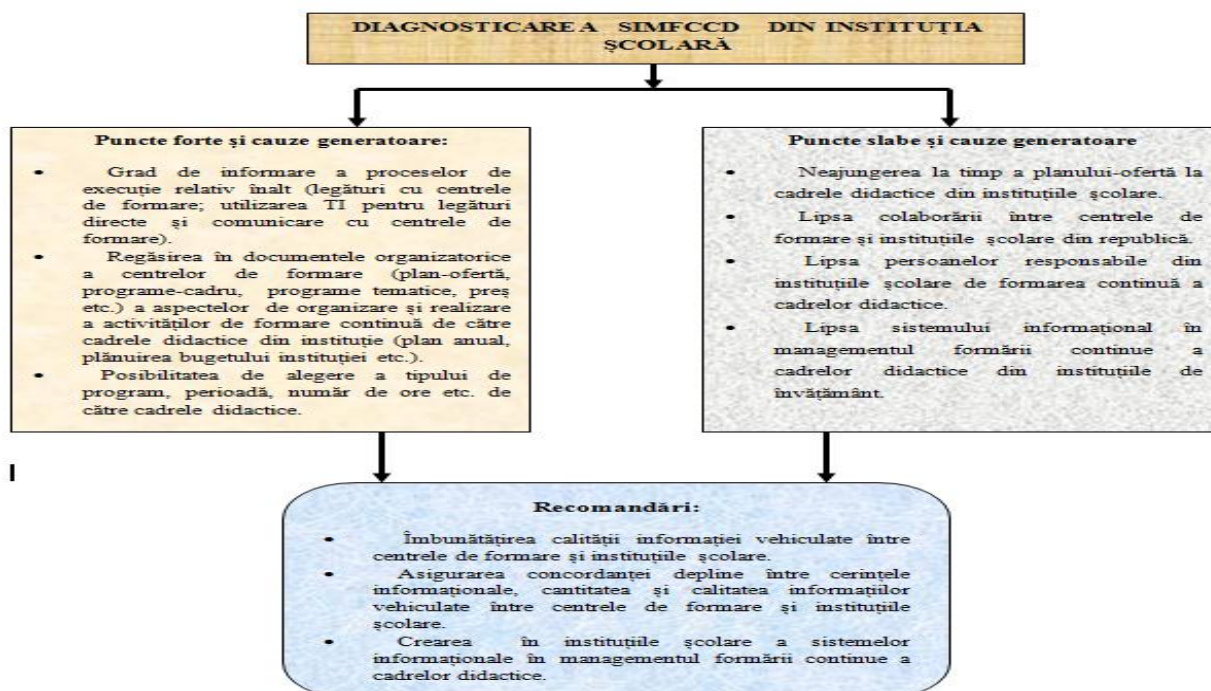 DIAGNOSTICAREA SIMFCCD DIN INSTITUȚIA
ȘCOLARĂ
Puncte forte și cauze generatoare:
• Grad de informare a proceselor de
execuție relativ înalt (legături cu centrele
de formare; utilizarea TI pentru legături
directe și comunicare cu centrele de
formare).
• Regăsirea în documentele organizatorice
a centrelor de formare (plan-ofertă,
programe-cadru, programe tematice, preș
etc.) a aspectelor de organizare și realizare
a activităților de formare continuă de către
cadrele didactice din instituție (plan anual,
plănuirea bugetului instituției etc.).
• Posibilitatea de alegere a tipului de
program, perioadă, număr de ore etc. de
către cadrele didactice.
Puncte slabe și cauze generatoare
• Neajungerea la timp a planului-ofertă la
cadrele didactice din instituțiile școlare.
• Lipsa colaborării între centrele de
formare și instituțiile școlare din republică.
• Lipsa persoanelor responsabile din
instituțiile școlare de formarea continuă a
cadrelor didactice.
• Lipsa sistemului informațional în
managementul formării continue a
cadrelor didactice din instituțiile de
învățământ.
I
Recomandări:
• Îmbunătățirea calității informației vehiculate între
centrele de formare și instituțiile școlare.
• Asigurarea concordanței depline între cerințele
informaționale, cantitatea și calitatea informațiilor
vehiculate între centrele de formare și instituțiile
școlare.
• Crearea în instituțiile școlare a sistemelor
informaționale în managementul formării continue a
cadrelor didactice.